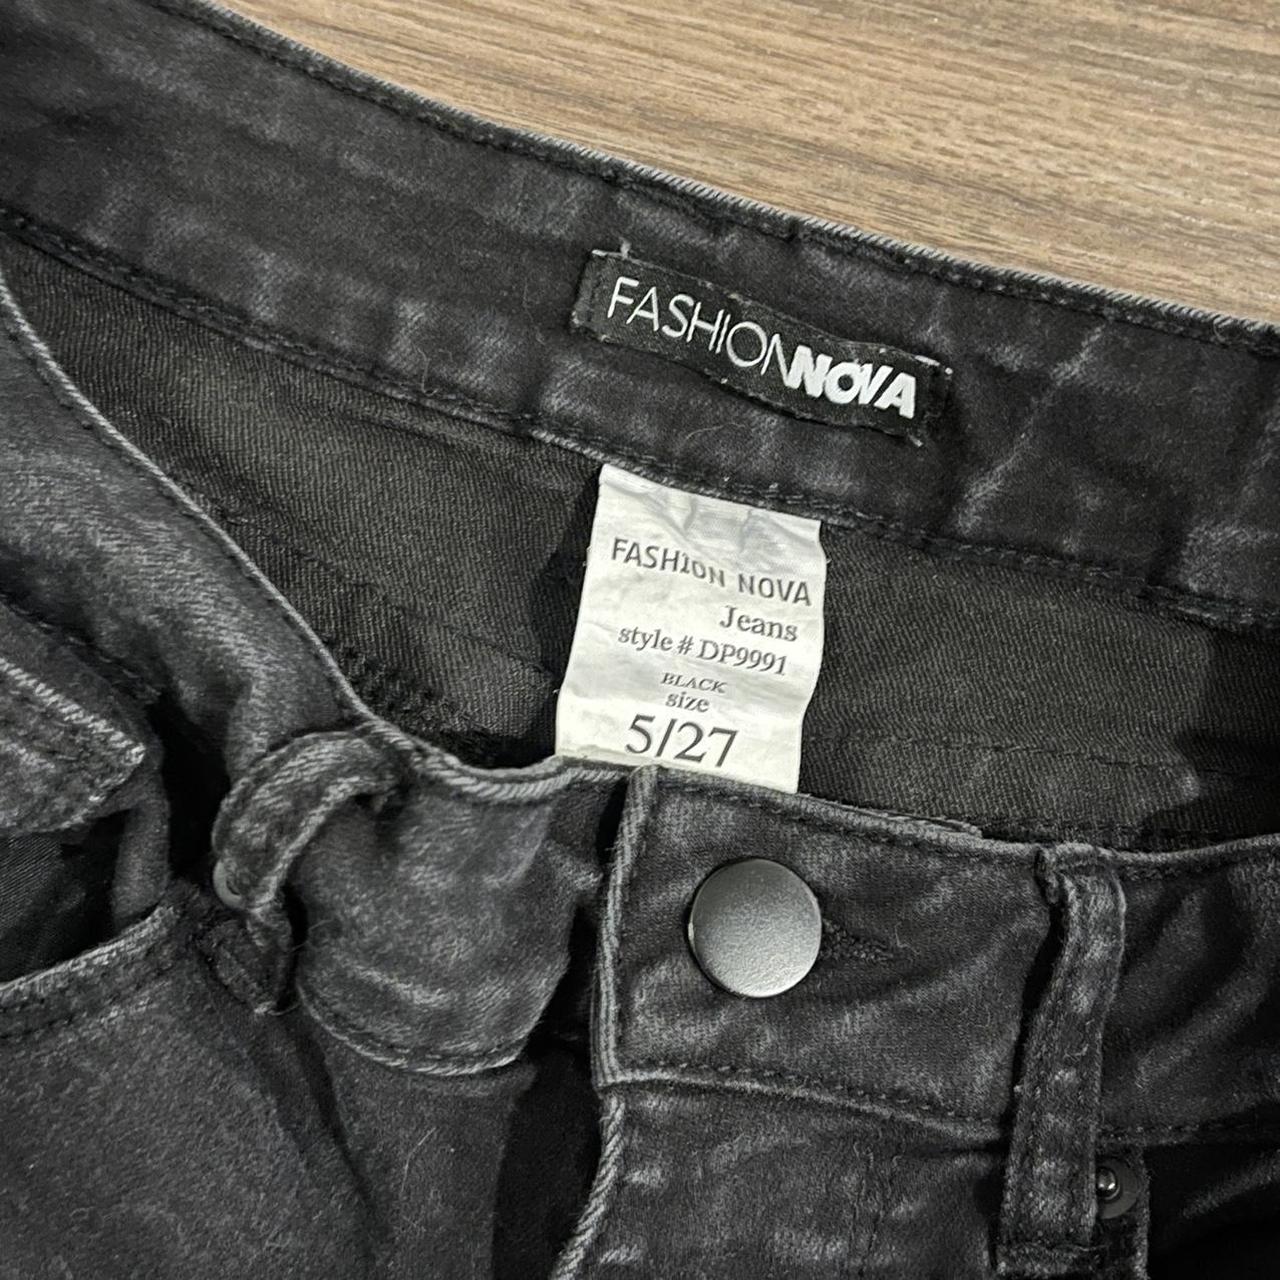 FASHIONNOVA
FASHION NOVA
Jeans
style # DP9991
BLACK
size
5/27